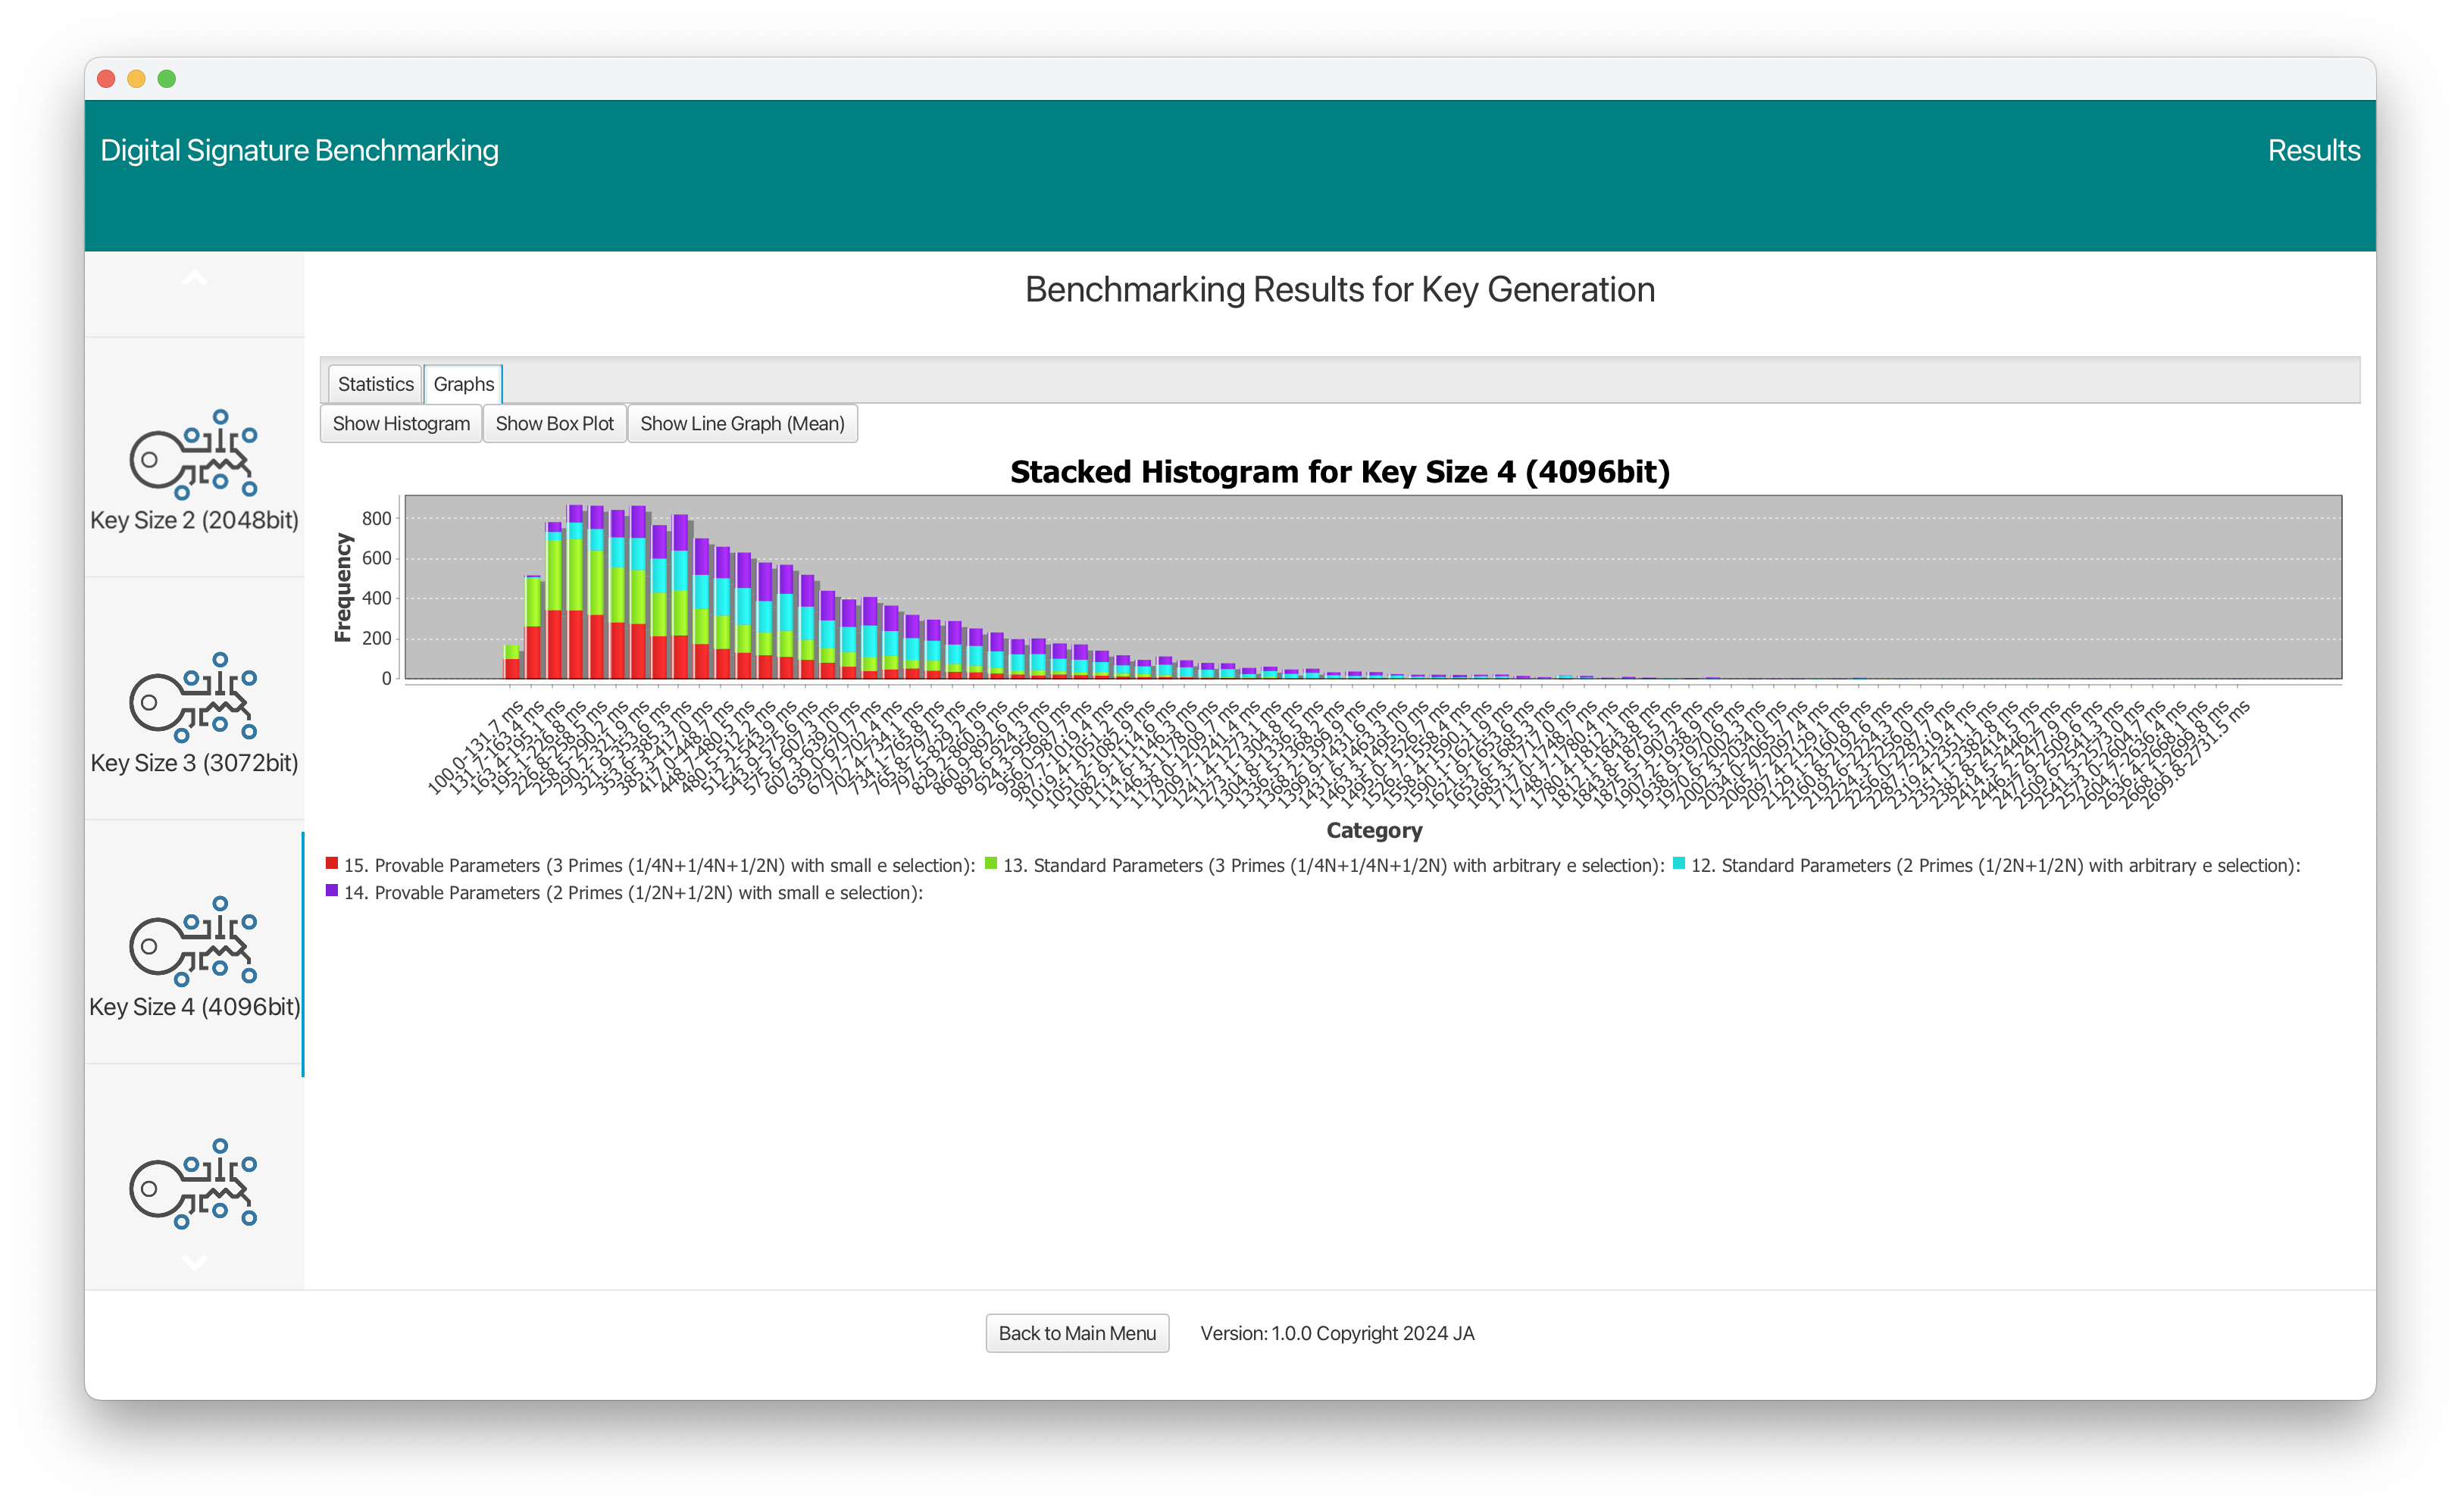 Digital Signature Benchmarking
Results
Benchmarking Results for Key Generation
Statistics
Graphs
Show Histogram
Show Box Plot
Show Line Graph (Mean)
Key Size 2 (2048bit)
Key Size 3 (3072bit)
Key Size 4 (4096bit)
Stacked Histogram for Key Size 4 (4096bit)
Frequency
800
600
400
200
0
100.0-131.7 ms
131.7-163.4 ms
163.4-195.1 ms
195.1-226.8 ms
226.8-258.5 ms
258.5-290.2 ms
290.2-321.9 ms
321.9-353.6 ms
353.6-385.3 ms
385.3-417.0 ms
417.0-448.7 ms
448.7-480.5 ms
480.5-512.2 ms
512.2-543.9 ms
543.9-575.6 ms
575.6-607.3 ms
607.3-639.0 ms
639.0-670.7 ms
670.7-702.4 ms
702.4-734.1 ms
734.1-765.8 ms
765.8-797.5 ms
797.5-829.2 ms
829.2-860.9 ms
860.9-892.6 ms
892.6-924.3 ms
924.3-956.0 ms
956.0-987.7 ms
987.7-1019.4 ms
1019.4-1051.2 ms
1051.2-1082.9 ms
1082.9-1114.6 ms
1114.6-1146.3 ms
1146.3-1178.0 ms
1178.0-1209.7 ms
1209.7-1241.4 ms
1241.4-1273.1 ms
1273.1-1304.8 ms
1304.8-1336.5 ms
1336.5-1368.2 ms
1368.2-1399.9 ms
1399.9-1431.6 ms
1431.6-1463.3 ms
1463.3-1495.0 ms
1495.0-1526.7 ms
1526.7-1558.4 ms
1558.4-1590.1 ms
1590.1-1621.9 ms
1621.9-1653.6 ms
1653.6-1685.3 ms
1685.3-1717.0 ms
1717.0-1748.7 ms
1748.7-1780.4 ms
1780.4-1812.1 ms
1812.1-1843.8 ms
1843.8-1875.5 ms
1875.5-1907.2 ms
1907.2-1938.9 ms
1938.9-1970.6 ms
1970.6-2002.3 ms
2002.3-2034.0 ms
2034.0-2065.7 ms
2065.7-2097.4 ms
2097.4-2129.1 ms
2129.1-2160.8 ms
2160.8-2192.6 ms
2192.6-2224.3 ms
2224.3-2256.0 ms
2256.0-2287.7 ms
2287.7-2319.4 ms
2319.4-2351.1 ms
2351.1-2382.8 ms
2382.8-2414.5 ms
2414.5-2446.2 ms
2446.2-2477.9 ms
2477.9-2509.6 ms
2509.6-2541.3 ms
2541.3-2573.0 ms
2573.0-2604.7 ms
2604.7-2636.4 ms
2636.4-2668.1 ms
2668.1-2699.8 ms
2699.8-2731.5 ms
Category
15. Provable Parameters (3 Primes (1/4N+1/4N+1/2N) with small e selection):
13. Standard Parameters (3 Primes (1/4N+1/4N+1/2N) with arbitrary e selection):
12. Standard Parameters (2 Primes (1/2N+1/2N) with arbitrary e selection):
14. Provable Parameters (2 Primes (1/2N+1/2N) with small e selection):
Back to Main Menu
Version: 1.0.0 Copyright 2024 JA